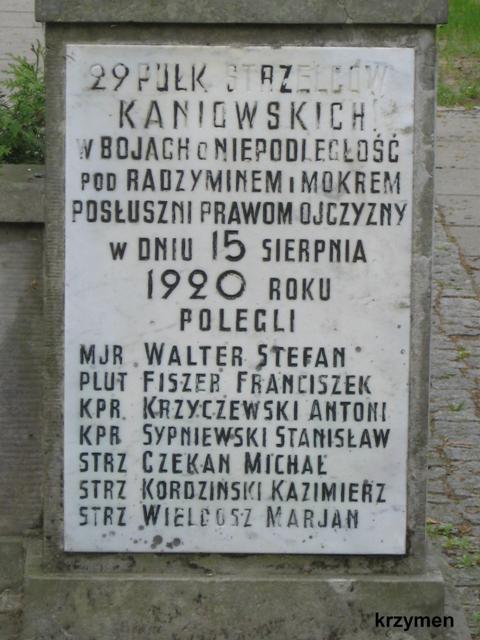 29 PUŁK STRZELCÓW
KANIOWSKICH
W BOJACH O NIEPODLEGŁOŚĆ
POD RADZYMINEM I MOKREM
POSŁUSZNI PRAWOM OJCZYZNY
W DNIU 15 SIERPNIA
1920 ROKU
POLEGLI
MJR WALTER STEFAN
PLUT FISZER FRANCISZEK
KPR. KRZYCZEWSKI ANTONI
KPR SYPNIEWSKI STANISŁAW
STRZ CZEKAN MICHAŁ
STRZ KORDZIŃSKI KAZIMIERZ
STRZ WIELGOSZ MARJAN
krzymen